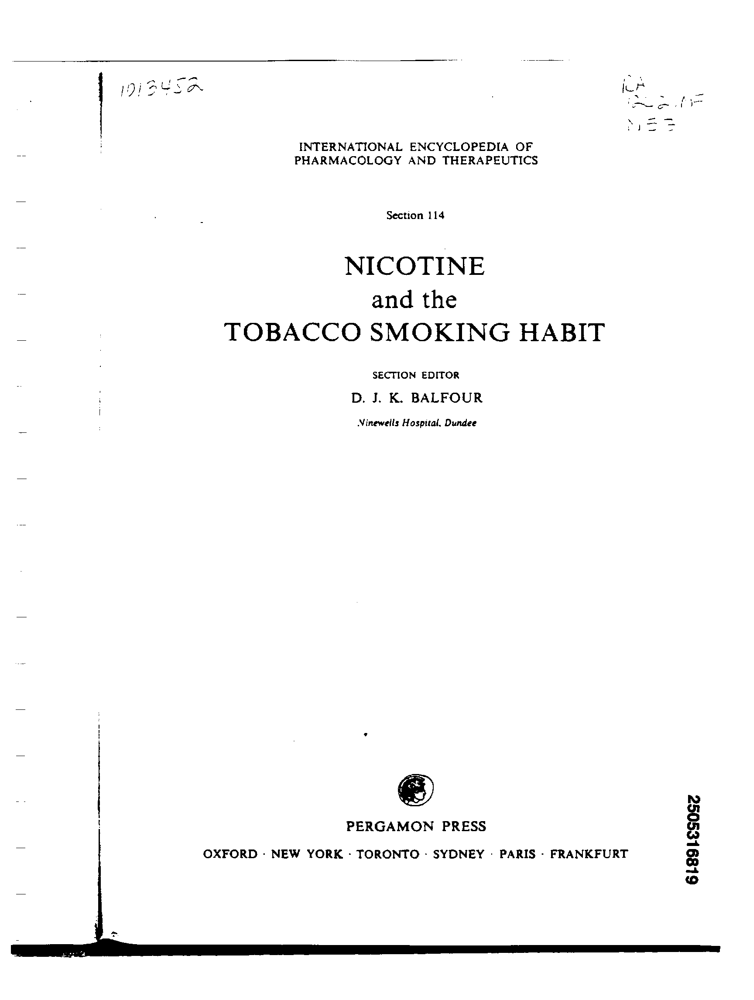 1013452
INTERNATIONAL ENCYCLOPEDIA OF
PHARMACOLOGY AND THERAPEUTICS
Section 114
NICOTINE
and the
TOBACCO SMOKING HABIT
SECTION EDITOR
D. J. K. BALFOUR
Ninewells Hospital, Dundee
PERGAMON PRESS
OXFORD · NEW YORK · TORONTO · SYDNEY · PARIS · FRANKFURT
2505316819